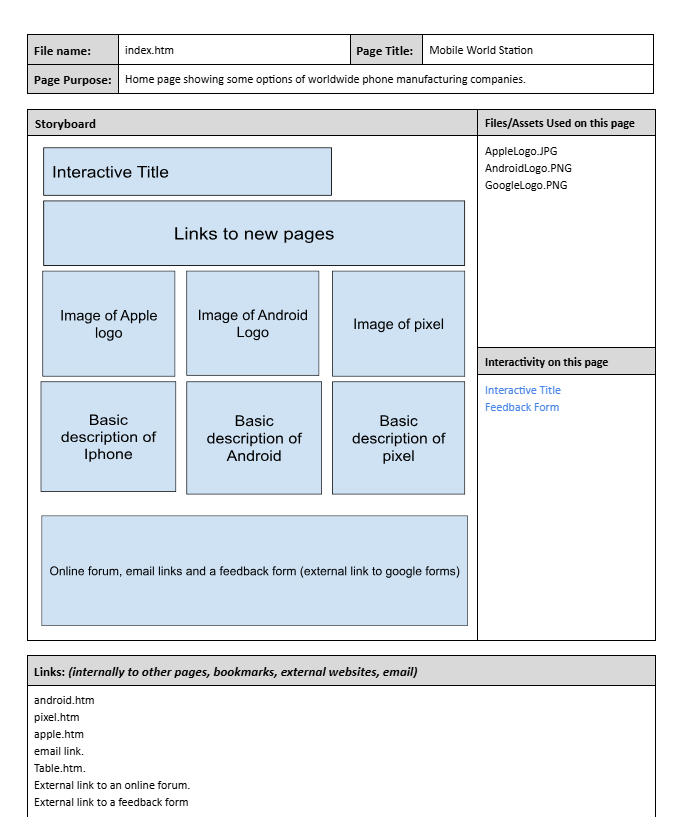 File name: index.htm Page Title: Mobile World Station
Page Purpose: Home page showing some options of worldwide phone manufacturing companies.
Storyboard
Interactive Title
Links to new pages
Image of Apple
logo
Image of Android
Logo
Image of pixel
Basic
description of
Iphone
Basic
description of
Android
Basic
description of
pixel
Online forum, email links and a feedback form (external link to google forms)
Files/Assets Used on this page
AppleLogo.JPG
AndroidLogo.PNG
GoogleLogo.PNG
Interactivity on this page
Interactive Title
Feedback Form
Links: (internally to other pages, bookmarks, external websites, email)
android.htm
pixel.htm
apple.htm
email link.
Table.htm.
External link to an online forum.
External link to a feedback form